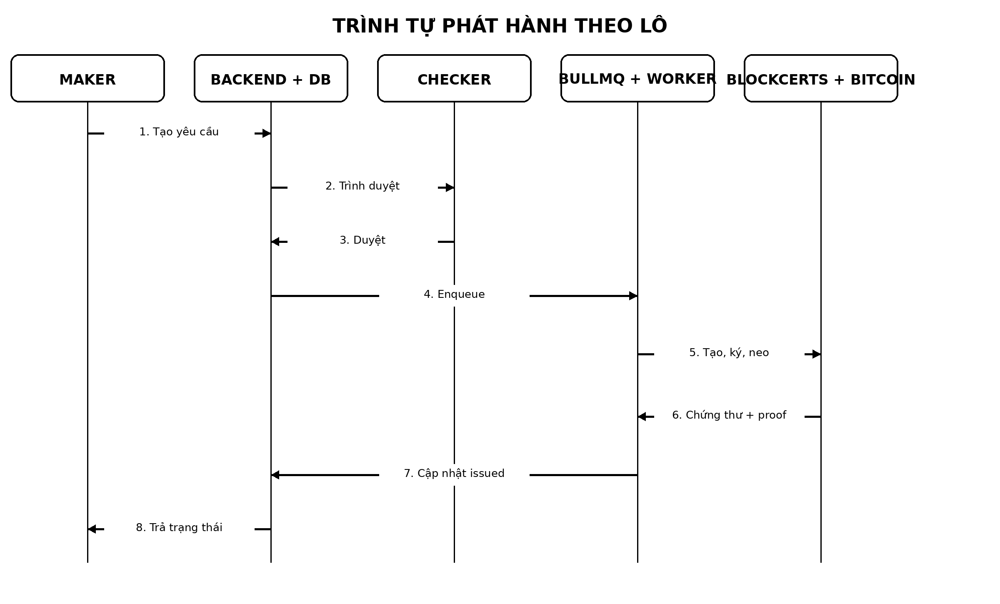 TRÌNH TỰ PHÁT HÀNH THEO LÔ
MAKER
BACKEND + DB
CHECKER
BULLMQ + WORKER
BLOCKCERTS + BITCOIN
1. Tạo yêu cầu
2. Trình duyệt
3. Duyệt
4. Enqueue
5. Tạo, ký, neo
6. Chứng thư + proof
7. Cập nhật issued
8. Trả trạng thái